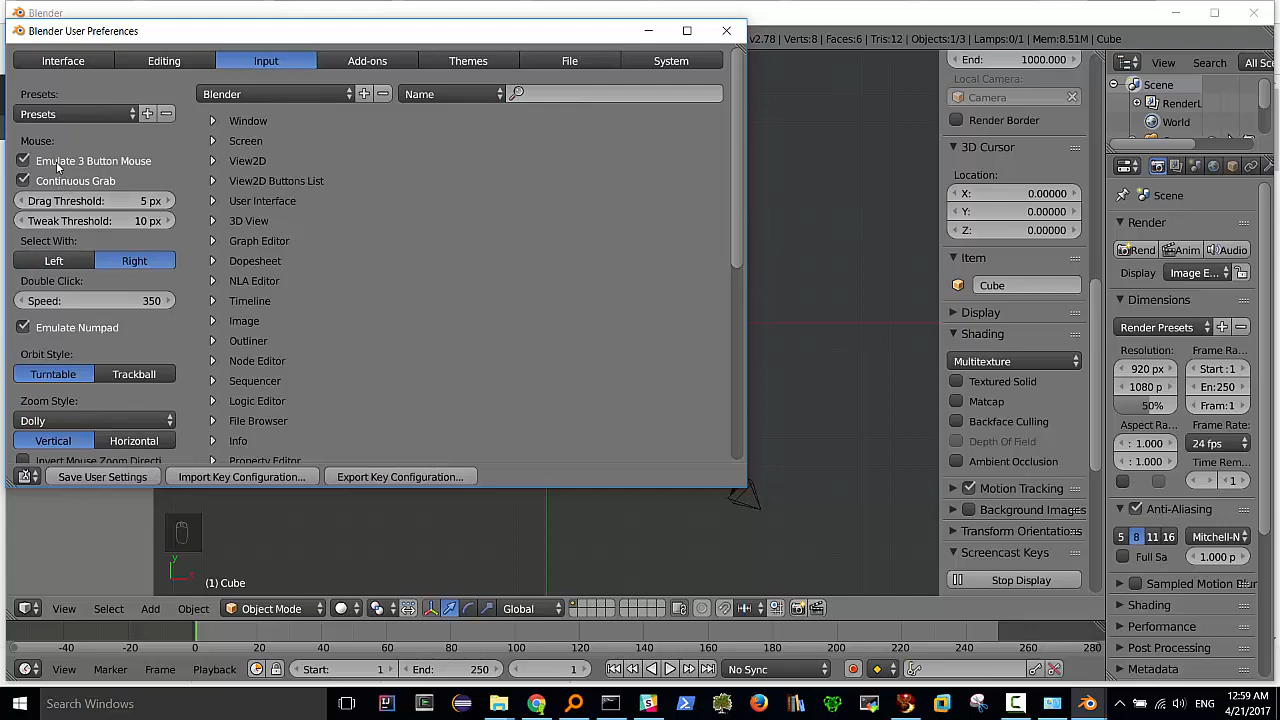 Blender
Blender User Preferences
v2.78 | Verts:8 | Faces:6 | Tris:12 | Objects:1/3 | Lamps:0/1 | Mem:8.51M | Cube
Interface
Editing
Input
Add-ons
Themes
File
System
Presets:
Presets
Mouse:
Emulate 3 Button Mouse
Continuous Grab
Drag Threshold: 5 px
Tweak Threshold: 10 px
Select With:
Left
Right
Double Click:
Speed: 350
Emulate Numpad
Orbit Style:
Turntable
Trackball
Zoom Style:
Dolly
Vertical
Horizontal
Invert Mouse Zoom Directi
Blender
Name
Window
Screen
View2D
View2D Buttons List
User Interface
3D View
Graph Editor
Dopesheet
NLA Editor
Timeline
Image
Outliner
Node Editor
Sequencer
Logic Editor
File Browser
Info
Property Editor
Save User Settings
Import Key Configuration...
Export Key Configuration...
End: 1000.000
Local Camera:
Camera
Render Border
3D Cursor
Location:
X: 0.00000
Y: 0.00000
Z: 0.00000
Item
Cube
Display
Shading
Multitexture
Textured Solid
Matcap
Backface Culling
Depth Of Field
Ambient Occlusion
Motion Tracking
Background Images
Transform Orientations
Screencast Keys
Stop Display
View
Search
All Sc
Scene
RenderL
World
Scene
Render
Rend
Anim
Audio
Display
Image E...
Dimensions
Render Presets
Resolution:
Frame Ra...
920 px
Start :1
1080 p
En:250
50%
Fram:1
Aspect Ra
Frame Rate:
: 1.000
24 fps
: 1.000
Time Rem...
1
Anti-Aliasing
5 8 11 16
Mitchell-N
Full Sa
1.000 p
Sampled Motion Bur
Shading
Performance
Post Processing
Metadata
y
x
(1) Cube
View
Select
Add
Object
Object Mode
Global
-40 -20 0 20 40 60 80 100 120 140 160 180 200 220 240 260 280
View
Marker
Frame
Playback
Start: 1
End: 250
1
No Sync
Search Windows
12:59 AM
4/21/2017